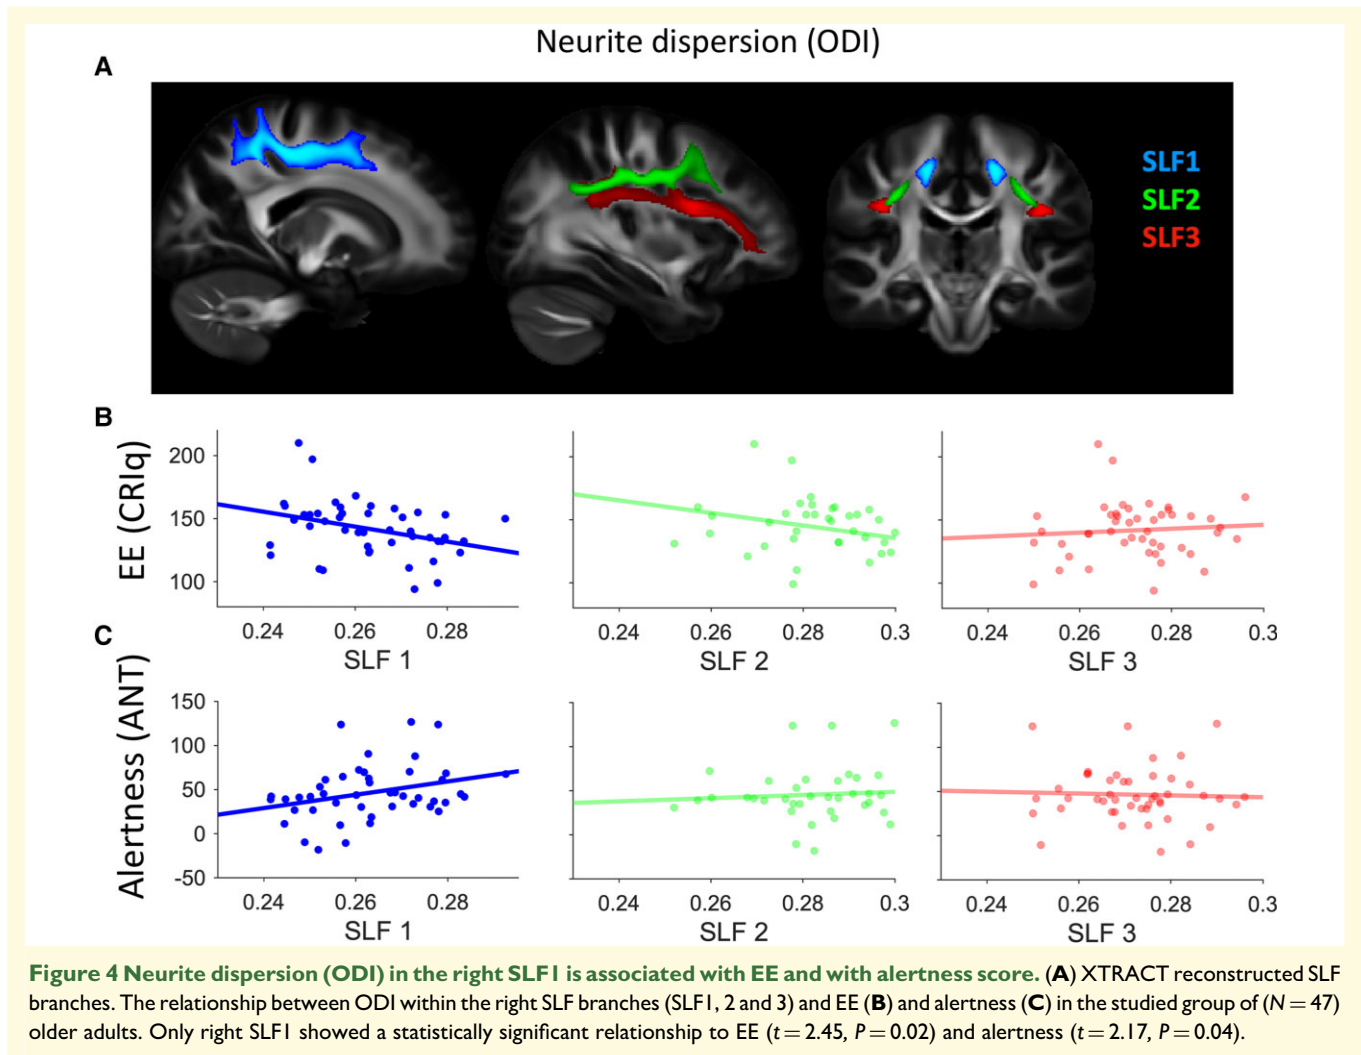 Neurite dispersion (ODI)
A
SLF1
SLF2
SLF3
B
EE (CRIq)
200
150
100
0.24 0.26 0.28
SLF 1
0.24 0.26 0.28 0.3
SLF 2
0.24 0.26 0.28 0.3
SLF 3
C
Alertness (ANT)
150
100
50
0
-50
0.24 0.26 0.28
SLF 1
0.24 0.26 0.28 0.3
SLF 2
0.24 0.26 0.28 0.3
SLF 3
Figure 4 Neurite dispersion (ODI) in the right SLF1 is associated with EE and with alertness score. (A) XTRACT reconstructed SLF
branches. The relationship between ODI within the right SLF branches (SLF1, 2 and 3) and EE (B) and alertness (C) in the studied group of (N = 47)
older adults. Only right SLF1 showed a statistically significant relationship to EE (t = 2.45, P = 0.02) and alertness (t = 2.17, P = 0.04).